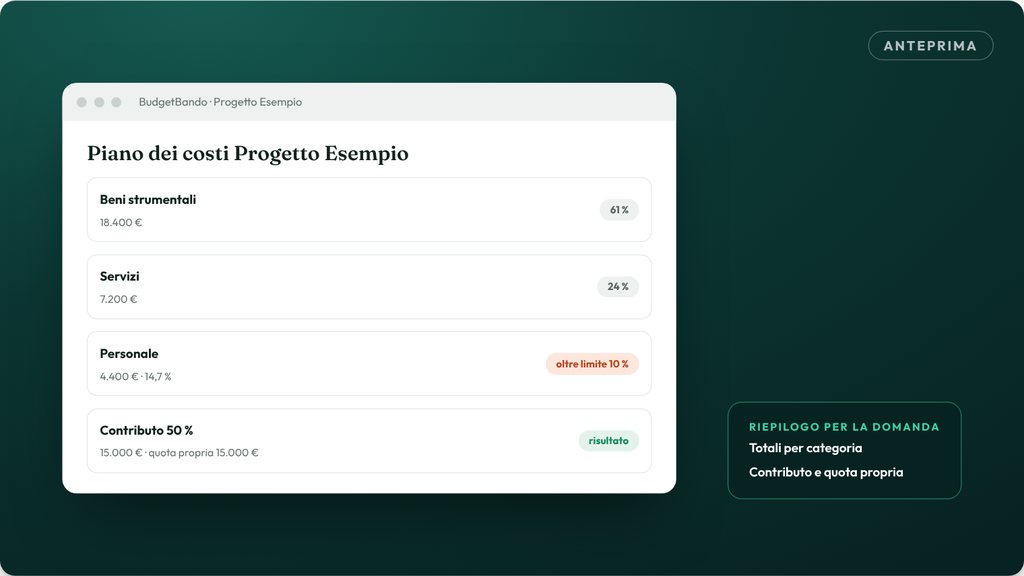 ANTEPRIMA
BudgetBando · Progetto Esempio
Piano dei costi Progetto Esempio
Beni strumentali
18.400 €
61 %
Servizi
7.200 €
24 %
Personale
4.400 € · 14,7 %
oltre limite 10 %
Contributo 50 %
15.000 € · quota propria 15.000 €
risultato
RIEPILOGO PER LA DOMANDA
Totali per categoria
Contributo e quota propria